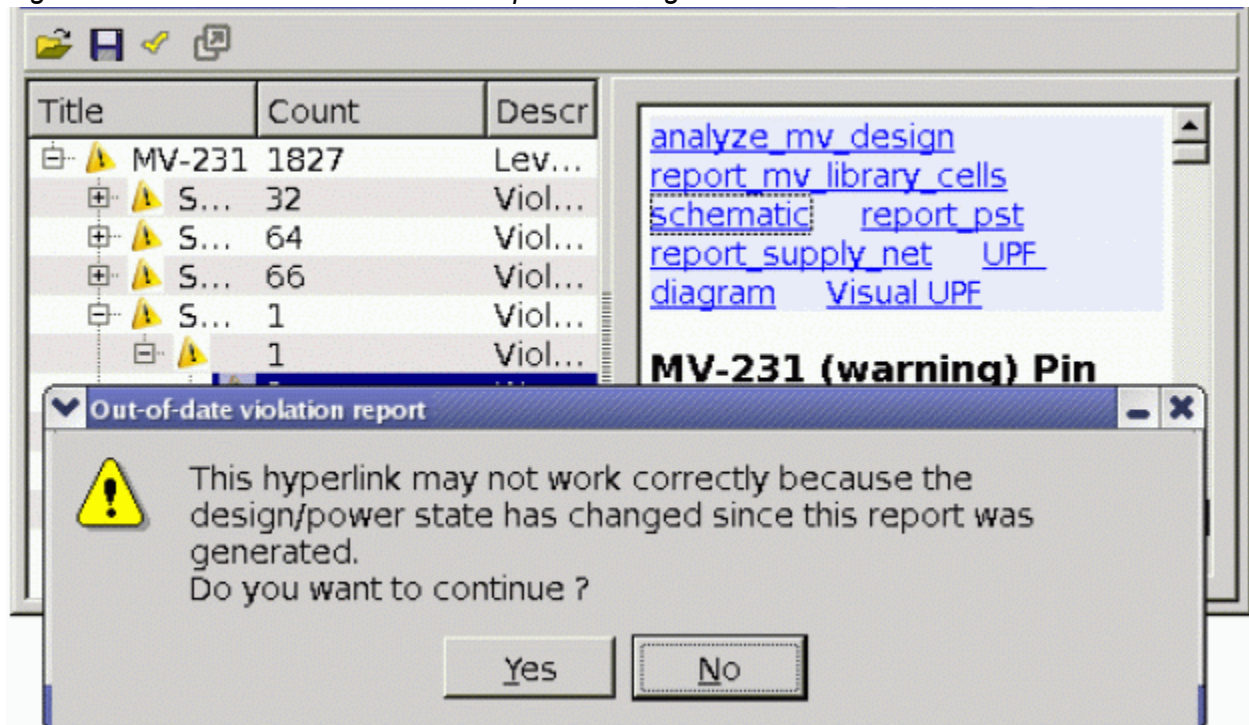 Title Count Descr
MV-231 1827 Lev...
S... 32 Viol...
S... 64 Viol...
S... 66 Viol...
S... 1 Viol...
1 Viol...
analyze_mv_design
report_mv_library_cells
schematic report_pst
report_supply_net UPF
diagram Visual UPF
MV-231 (warning) Pin
Out-of-date violation report
This hyperlink may not work correctly because the
design/power state has changed since this report was
generated.
Do you want to continue ?
Yes No